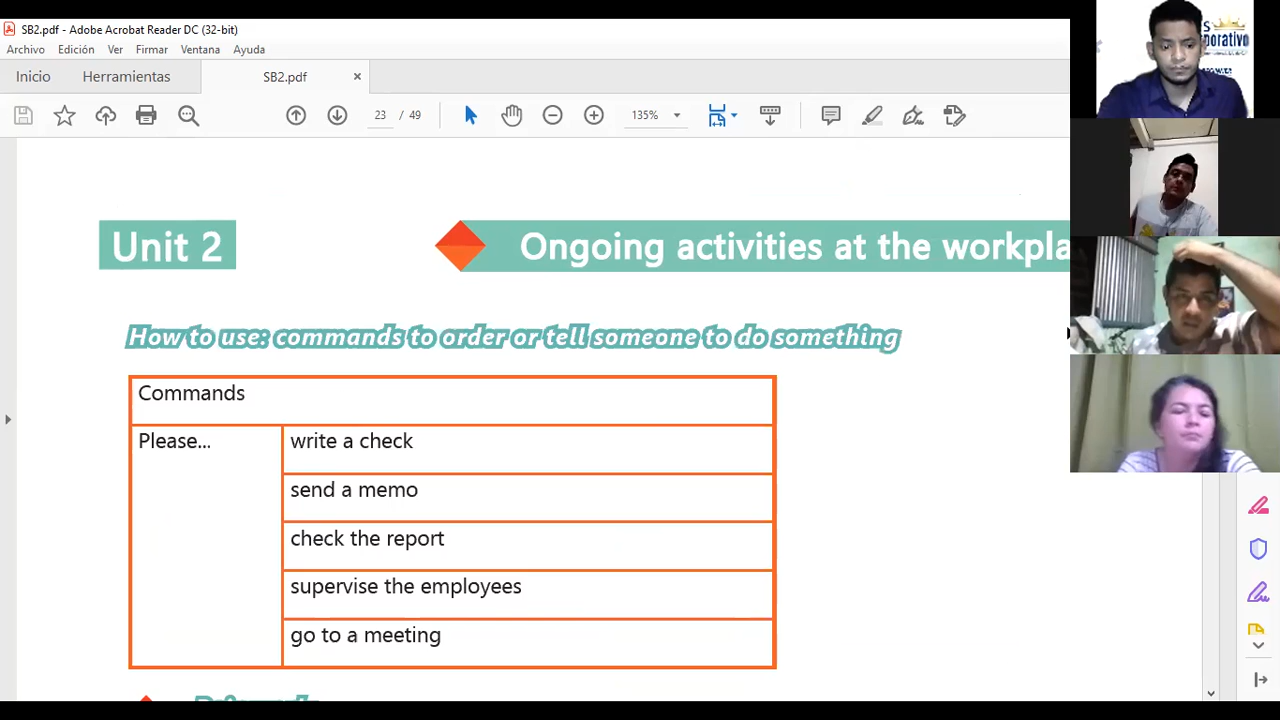 SB2.pdf - Adobe Acrobat Reader DC (32-bit)
Archivo Edición Ver Firmar Ventana Ayuda
Inicio Herramientas SB2.pdf ×
23 / 49 135%
Unit 2
Ongoing activities at the workpla
How to use: commands to order or tell someone to do something
Commands
Please... write a check
send a memo
check the report
supervise the employees
go to a meeting